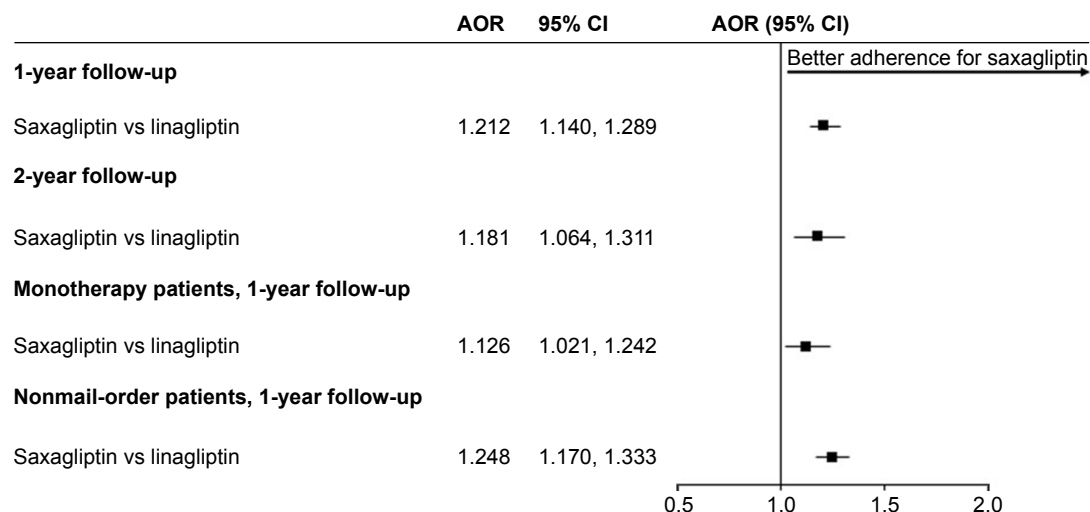 AOR 95% CI AOR (95% CI)
Better adherence for saxagliptin
1-year follow-up
Saxagliptin vs linagliptin 1.212 1.140, 1.289
2-year follow-up
Saxagliptin vs linagliptin 1.181 1.064, 1.311
Monotherapy patients, 1-year follow-up
Saxagliptin vs linagliptin 1.126 1.021, 1.242
Nonmail-order patients, 1-year follow-up
Saxagliptin vs linagliptin 1.248 1.170, 1.333
0.5 1.0 1.5 2.0